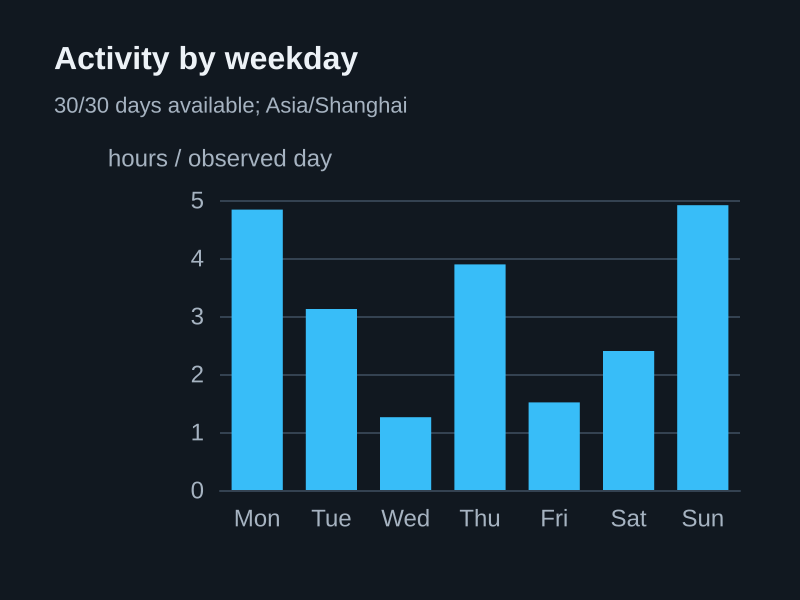 Activity by weekday
30/30 days available; Asia/Shanghai
hours / observed day
5
4
3
2
1
0
Mon Tue Wed Thu Fri Sat Sun